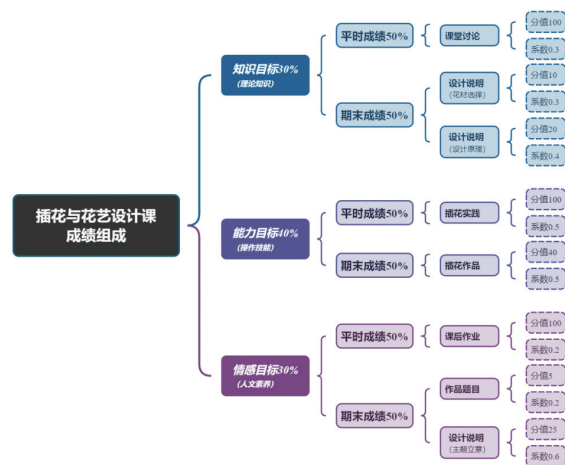 插花与花艺设计课
成绩组成
知识目标30%
(理论知识)
平时成绩50%
课堂讨论
分值100
系数0.3
期末成绩50%
设计说明
(花材选择)
分值10
系数0.3
设计说明
(设计原理)
分值20
系数0.4
能力目标40%
(操作技能)
平时成绩50%
插花实践
分值100
系数0.5
期末成绩50%
插花作品
分值40
系数0.5
情感目标30%
(人文素养)
平时成绩50%
课后作业
分值100
系数0.2
期末成绩50%
作品题目
分值5
系数0.2
设计说明
(主题立意)
分值25
系数0.6